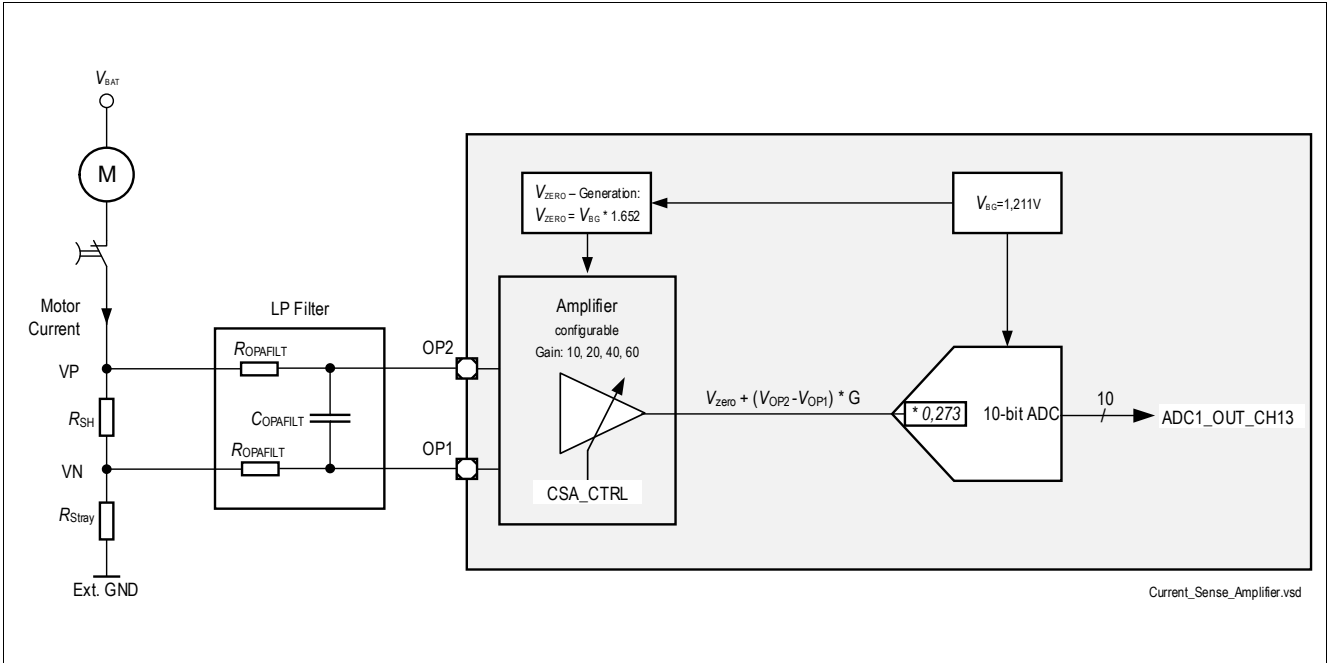 VBAT
M
Motor
Current
VP
RSH
VN
RStray
Ext. GND
LP Filter
ROPAFILT
COPAFILT
ROPAFILT
OP2
OP1
VZERO – Generation:
VZERO = VBG * 1.652
VBG=1,211V
Amplifier
configurable
Gain: 10, 20, 40, 60
CSA_CTRL
Vzero + (VOP2-VOP1) * G
* 0,273
10-bit ADC
10
ADC1_OUT_CH13
Current_Sense_Amplifier.vsd